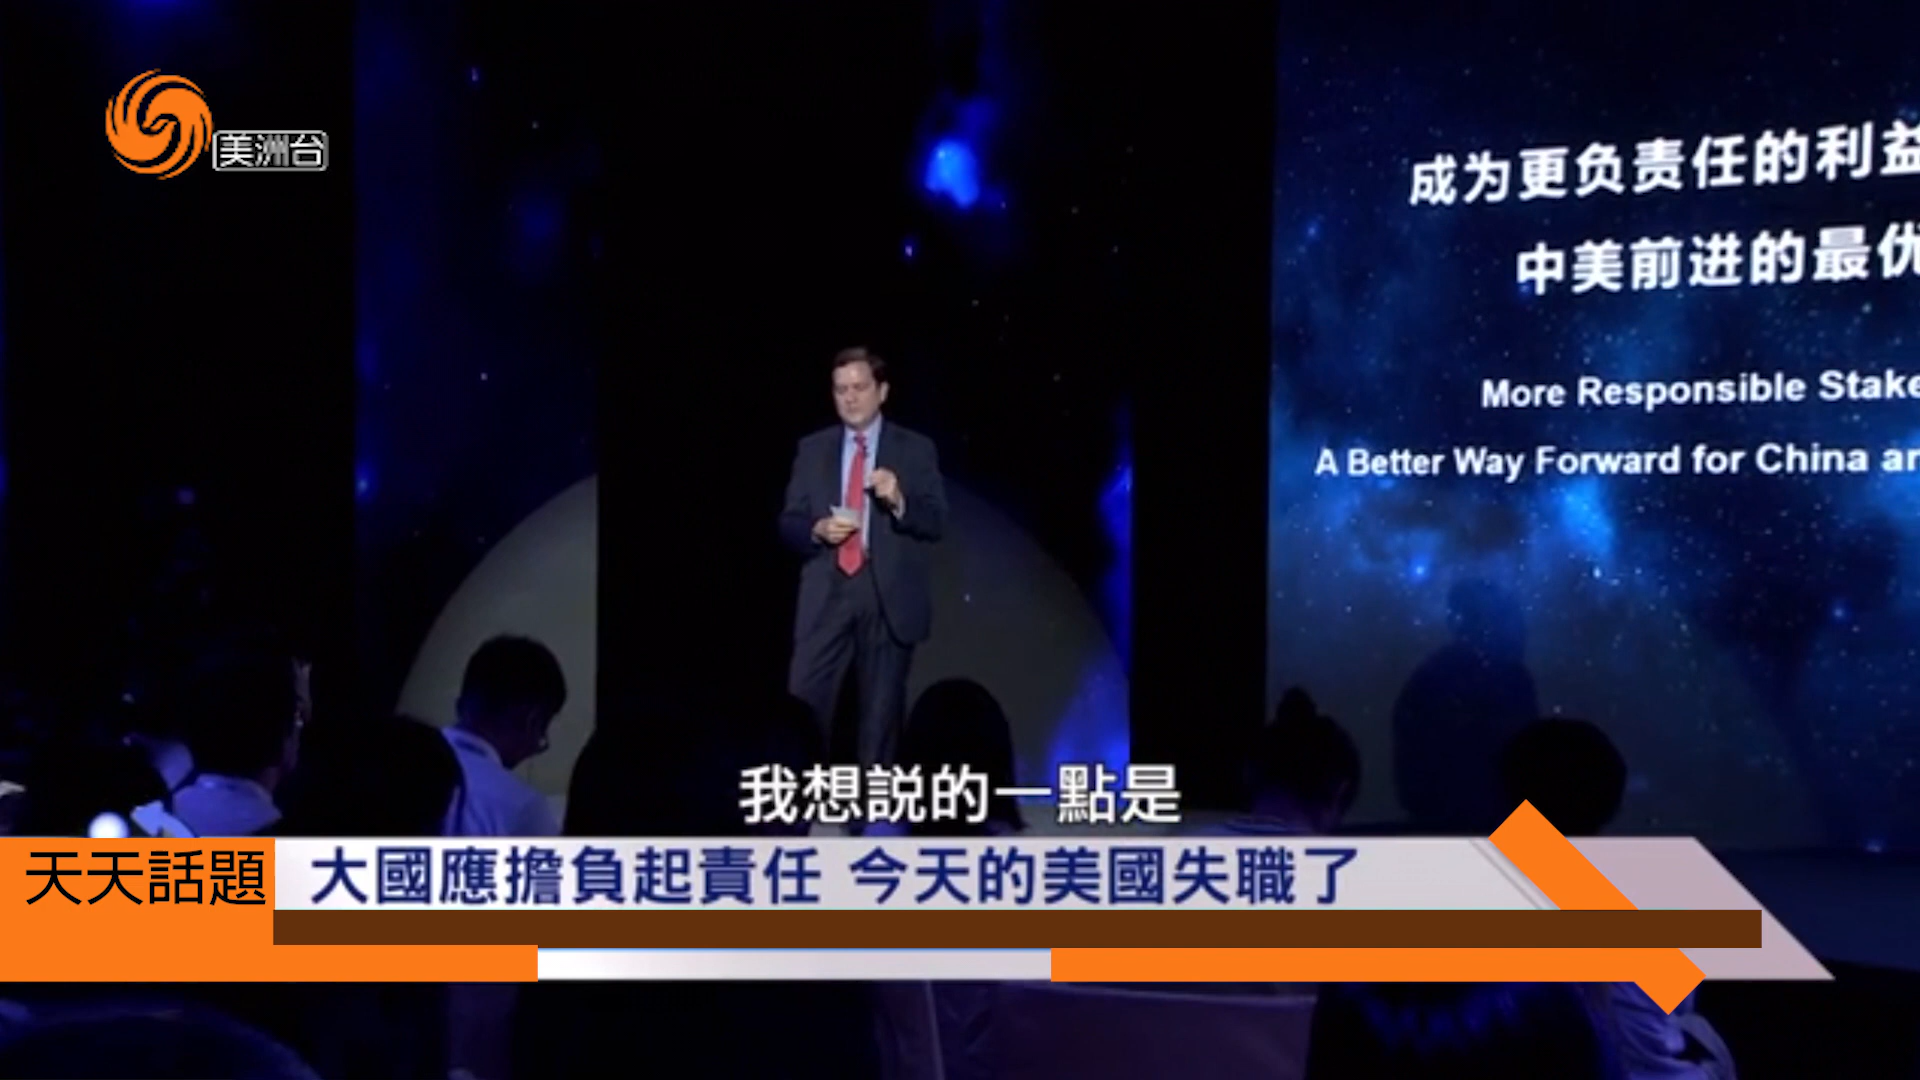 美洲台
成为更负责任的利益
中美前进的最优
More Responsible Stake
A Better Way Forward for China an
我想説的一點是
天天話題
大國應擔負起責任 今天的美國失職了